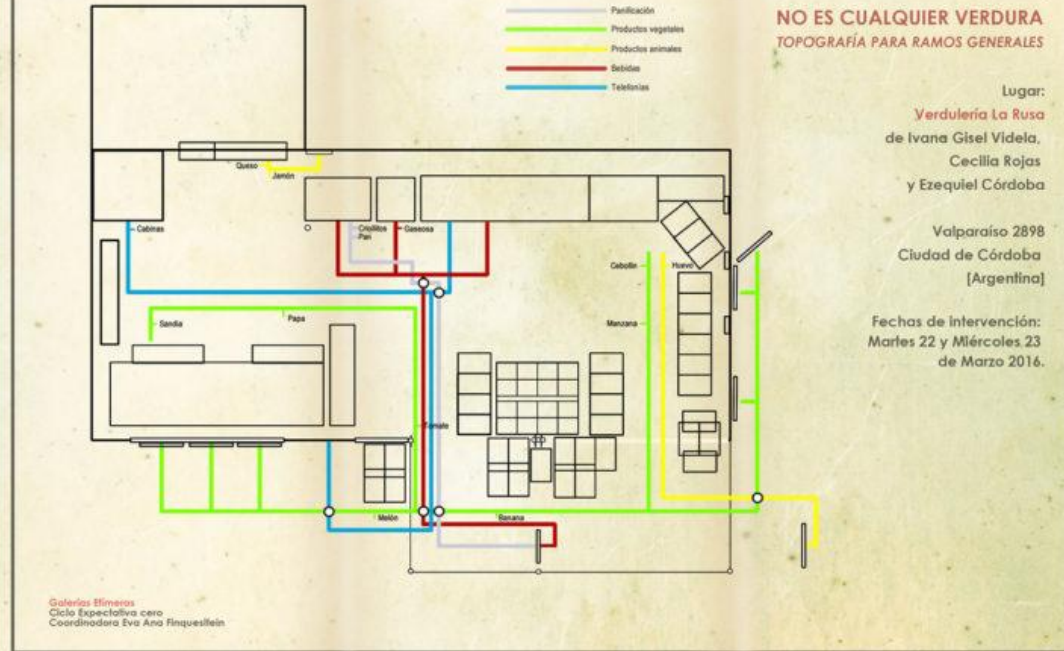 Panificación
Productos vegetales
Productos animales
Bebidas
Telefonías
NO ES CUALQUIER VERDURA
TOPOGRAFÍA PARA RAMOS GENERALES
Lugar:
Verdulería La Rusa
de Ivana Gisel Videla,
Cecilia Rojas
y Ezequiel Córdoba
Valparaíso 2898
Ciudad de Córdoba
[Argentina]
Fechas de intervención:
Martes 22 y Miércoles 23
de Marzo 2016.
Queso
Jamón
Cabinas
Criollitos
Pan
Gaseosa
Cebollín
Huevo
Sandía
Papa
Manzana
Tomate
Melón
Banana
Galerías Efímeras
Ciclo Expectativa cero
Coordinadora Eva Ana Finquestlein